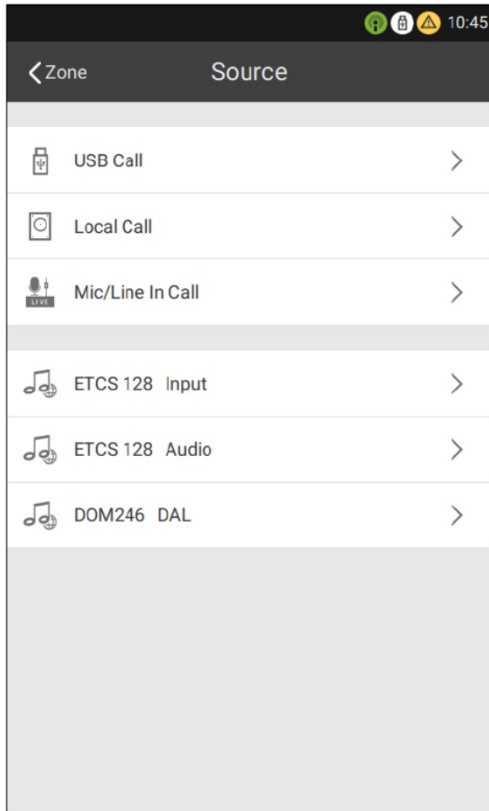 10:45
Zone Source
USB Call
Local Call
LIVE
Mic/Line In Call
ETCS 128 Input
ETCS 128 Audio
DOM246 DAL